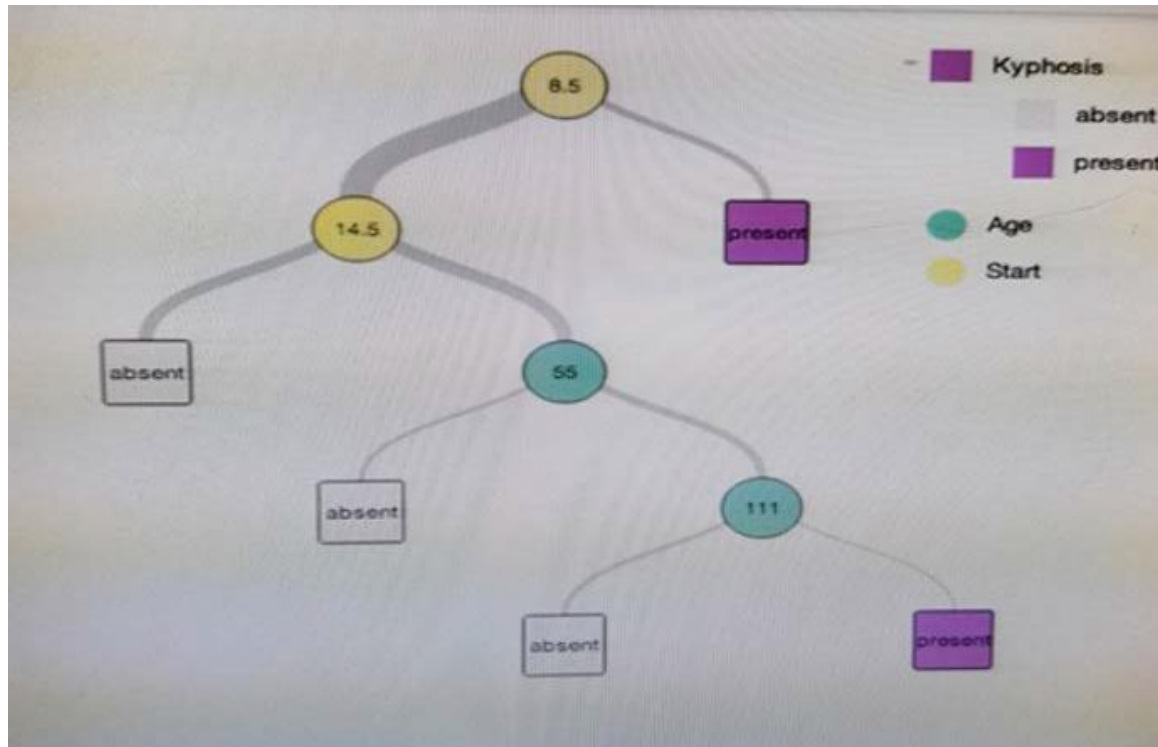 8.5
Kyphosis
absent
present
14.5
present
Age
Start
absent
55
absent
111
absent
present